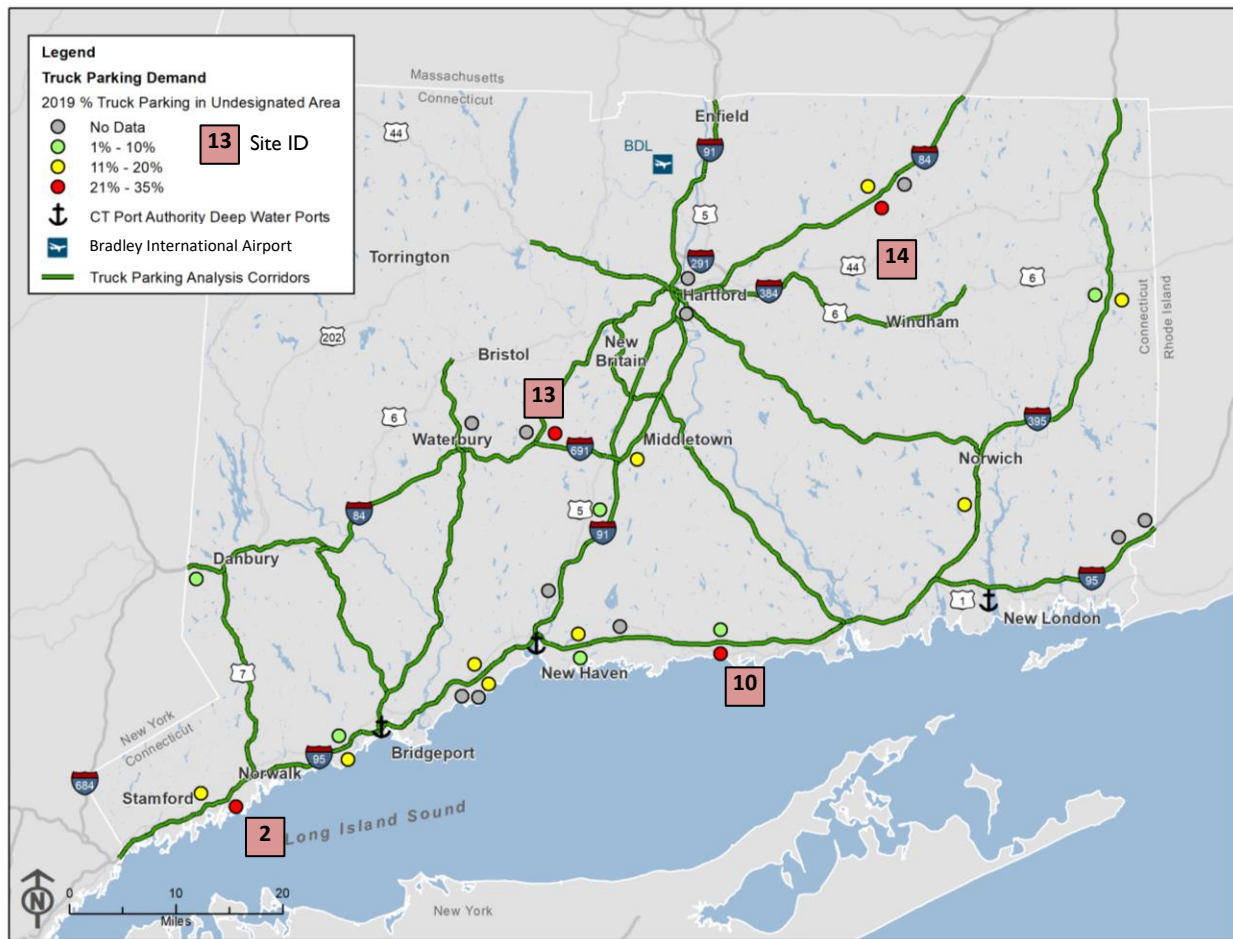 Legend
Truck Parking Demand
2019 % Truck Parking in Undesignated Area
No Data
1% - 10%
11% - 20%
21% - 35%
13 Site ID
CT Port Authority Deep Water Ports
Bradley International Airport
Truck Parking Analysis Corridors
Massachusetts
Connecticut
44
Enfield
BDL
91
84
5
Torrington
291
44
14
6
Hartford
384
202
6
Windham
Connecticut
Rhode Island
Bristol
New
Britain
13
6
Waterbury
691
Middletown
395
Norwich
5
84
91
Danbury
95
1
New London
New Haven
10
7
New York
Connecticut
Bridgeport
95
Norwalk
684
Stamford
2
Long Island Sound
N
0 10 20
Miles
New York